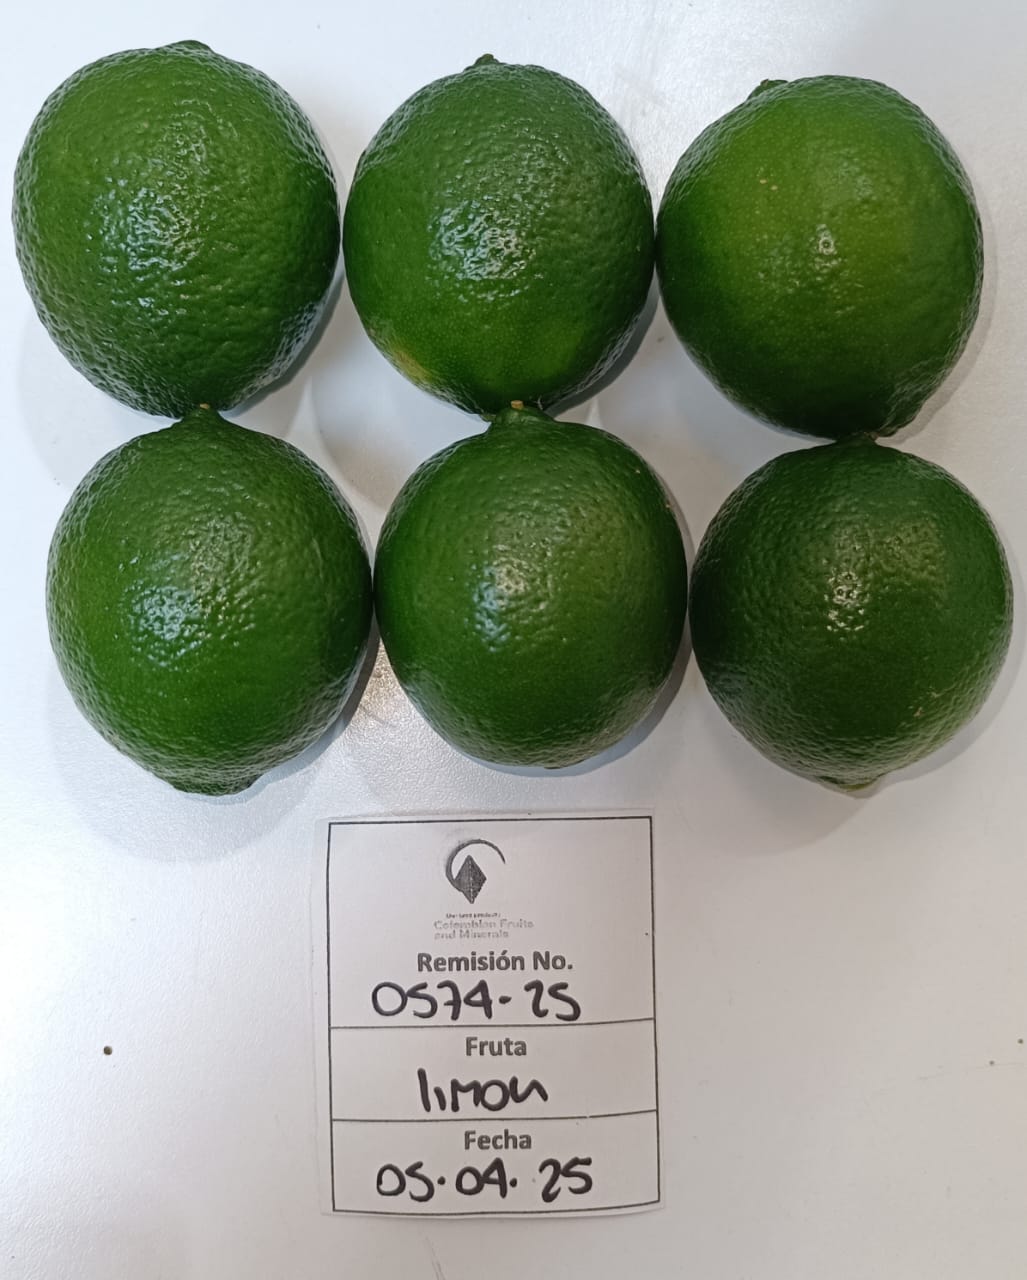 Colombian Fruits
and Minerals
Remisión No.
0574-25
Fruta
limon
Fecha
05.04.25